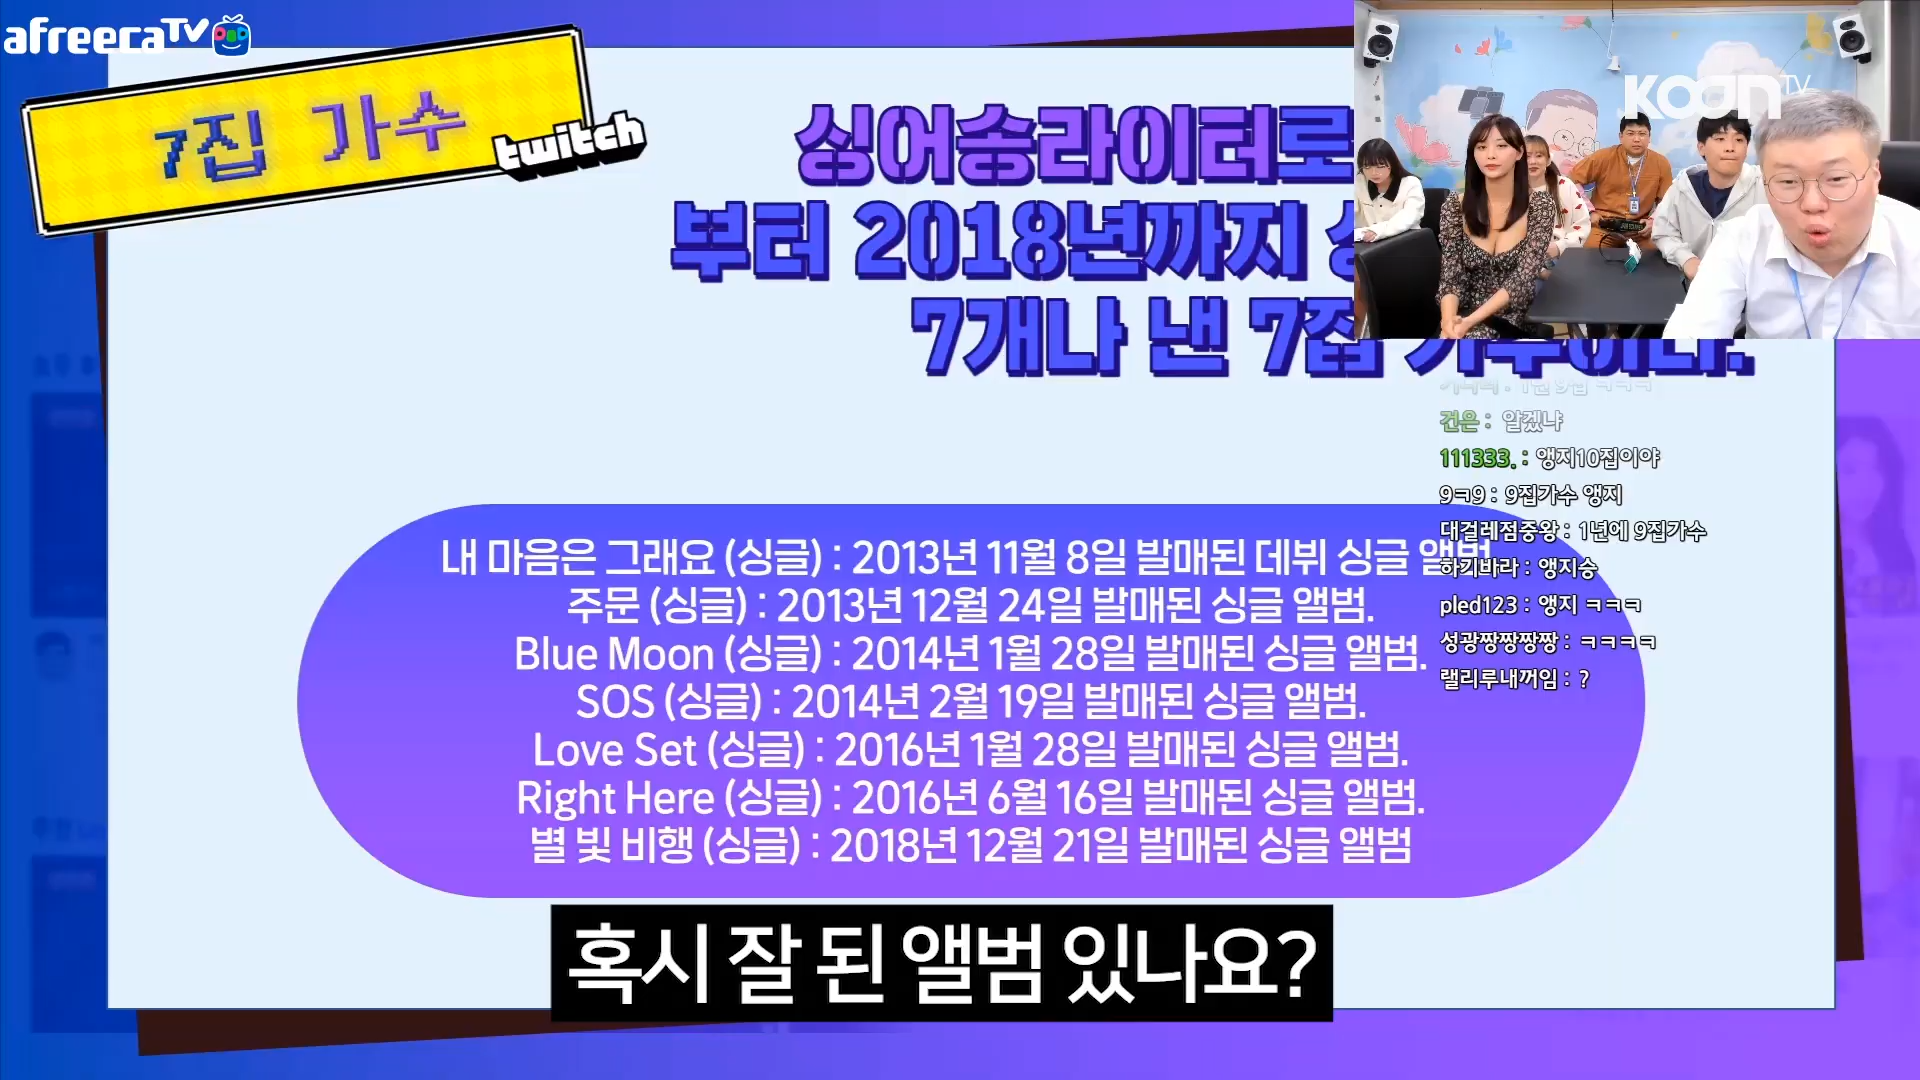 afreecaTV
7집 가수
twitch
KOONTV
싱어송라이터로
부터 2018년까지
7개나 낸 7집 가수이다.
내 마음은 그래요 (싱글) : 2013년 11월 8일 발매된 데뷔 싱글 앨범
주문 (싱글) : 2013년 12월 24일 발매된 싱글 앨범.
Blue Moon (싱글) : 2014년 1월 28일 발매된 싱글 앨범.
SOS (싱글) : 2014년 2월 19일 발매된 싱글 앨범.
Love Set (싱글) : 2016년 1월 28일 발매된 싱글 앨범.
Right Here (싱글) : 2016년 6월 16일 발매된 싱글 앨범.
별 빛 비행 (싱글) : 2018년 12월 21일 발매된 싱글 앨범
: 1년 9집 ㅋㅋㅋ
건은 : 알겠냐
111333. : 앵지10집이야
9ㅋ9 : 9집가수 앵지
대걸레점중왕 : 1년에 9집가수
하기바라 : 앵지승
pled123 : 앵지 ㅋㅋㅋ
성광짱짱짱짱 : ㅋㅋㅋㅋ
랠리루내꺼임 : ?
혹시 잘 된 앨범 있나요?